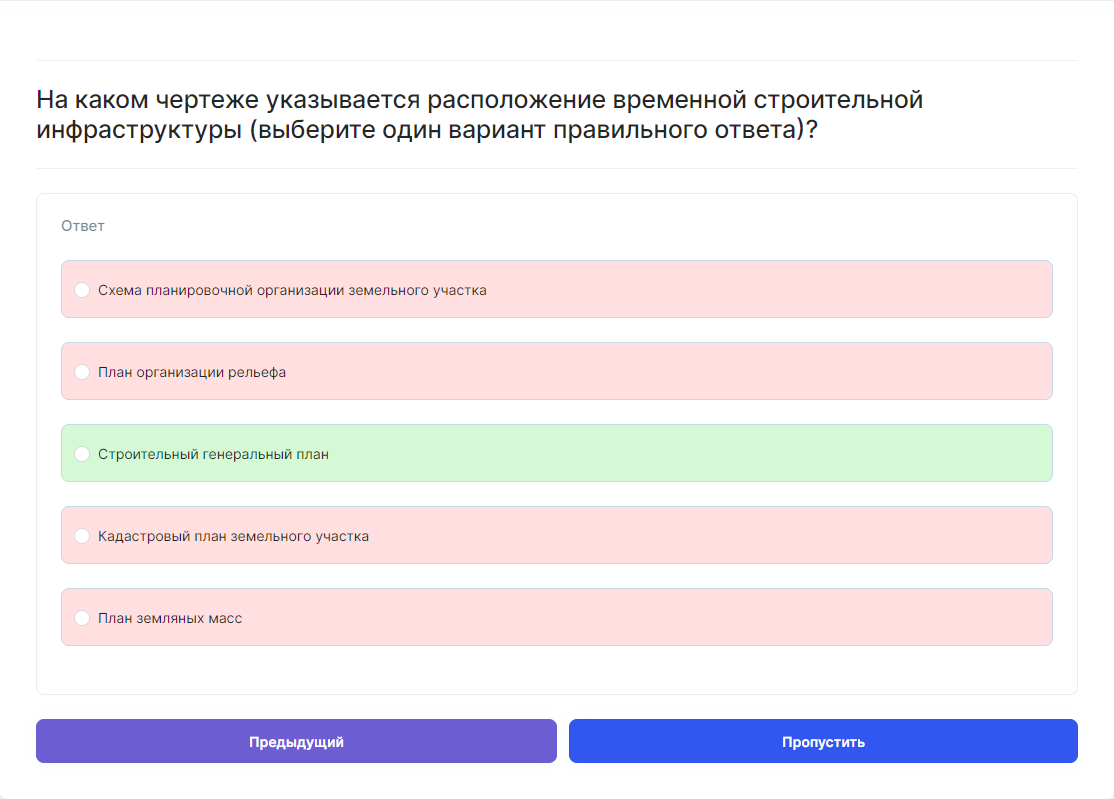 На каком чертеже указывается расположение временной строительной
инфраструктуры (выберите один вариант правильного ответа)?
Ответ
Схема планировочной организации земельного участка
План организации рельефа
Строительный генеральный план
Кадастровый план земельного участка
План земляных масс
Предыдущий
Пропустить